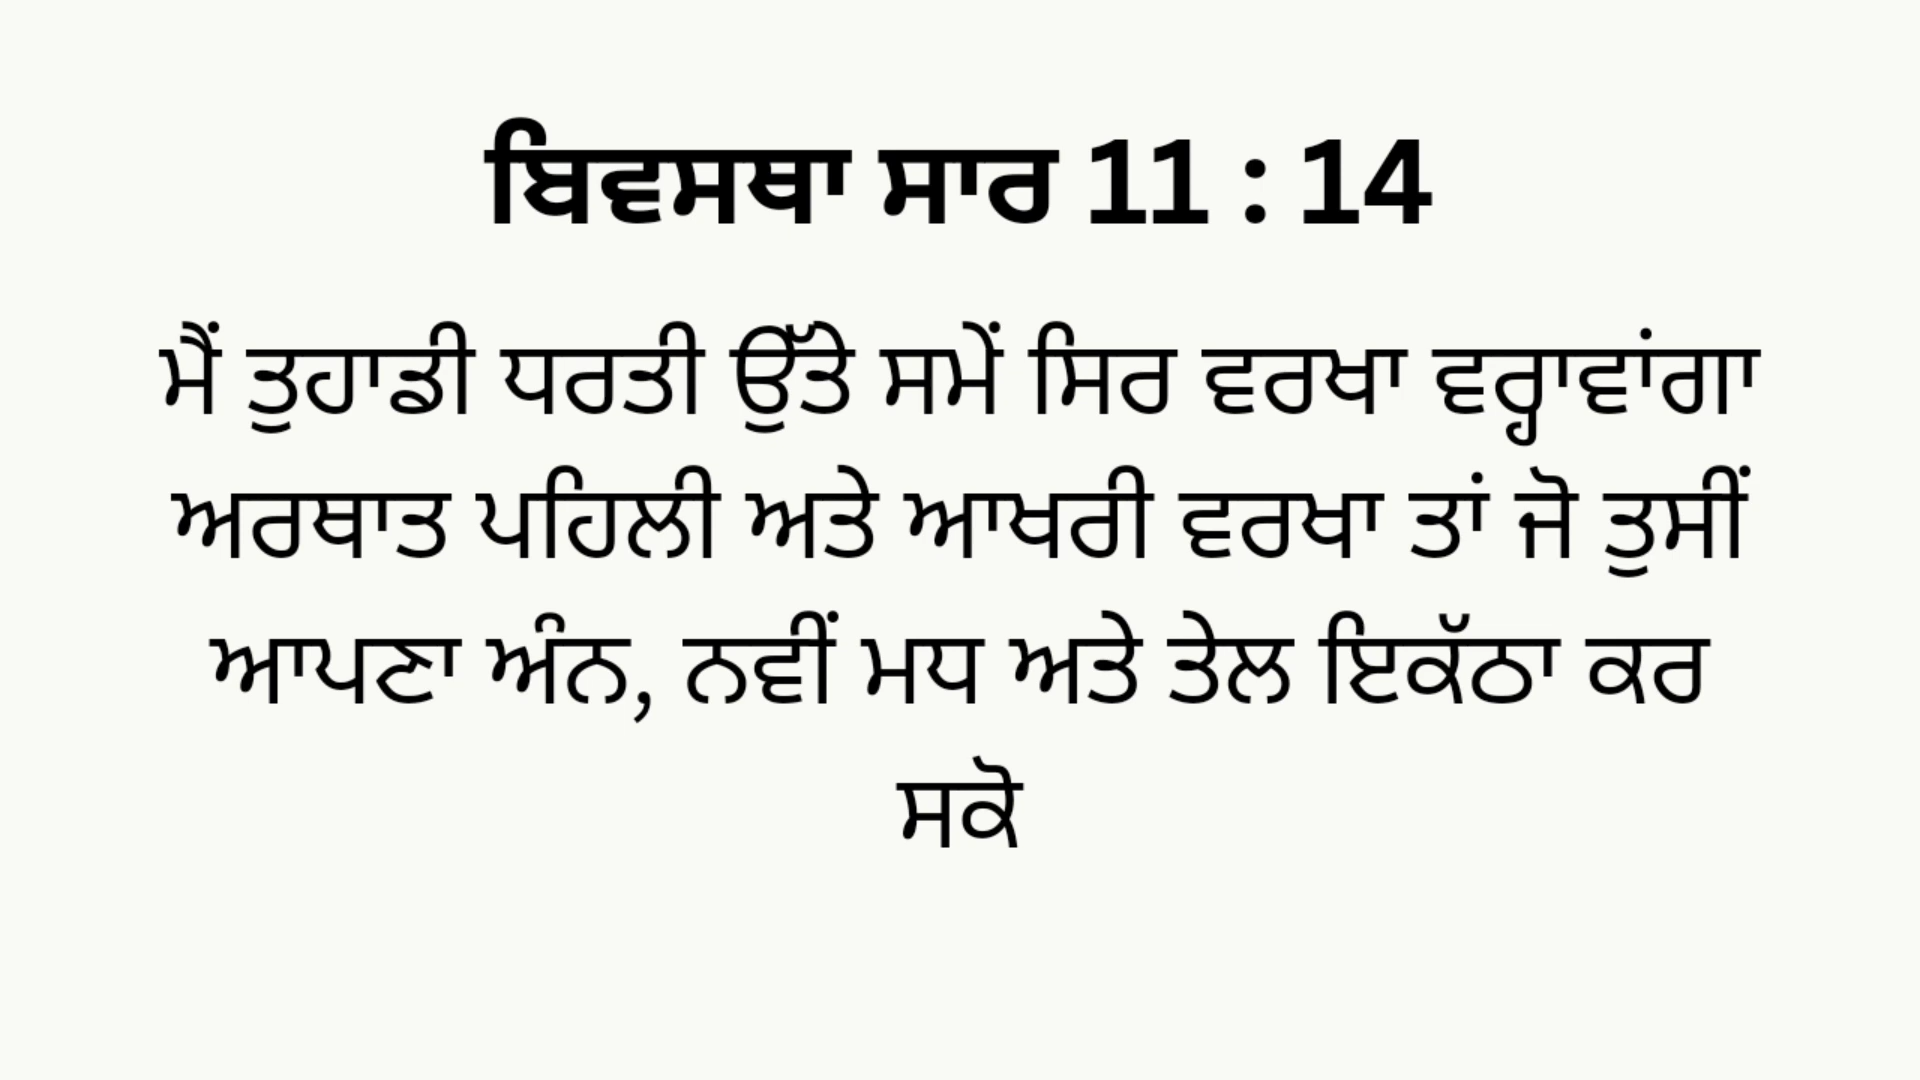 ਬਿਵਸਥਾ ਸਾਰ 11 : 14
ਮੈਂ ਤੁਹਾਡੀ ਧਰਤੀ ਉੱਤੇ ਸਮੇਂ ਸਿਰ ਵਰਖਾ ਵਰ੍ਹਾਵਾਂਗਾ
ਅਰਥਾਤ ਪਹਿਲੀ ਅਤੇ ਆਖਰੀ ਵਰਖਾ ਤਾਂ ਜੋ ਤੁਸੀਂ
ਆਪਣਾ ਅੰਨ, ਨਵੀਂ ਮਧ ਅਤੇ ਤੇਲ ਇਕੱਠਾ ਕਰ
ਸਕੋ